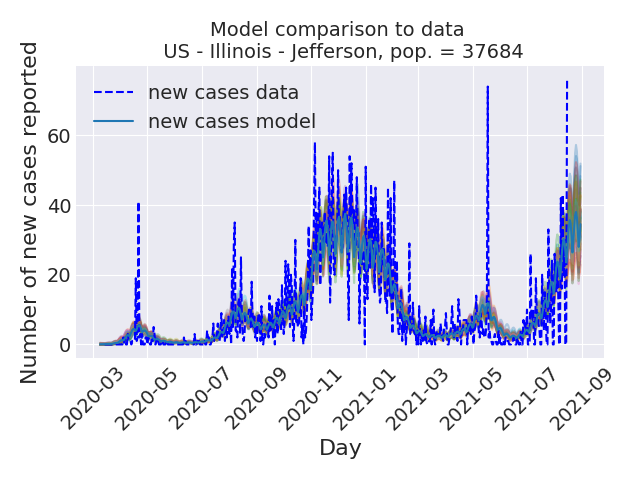 Model comparison to data
US - Illinois - Jefferson, pop. = 37684
new cases data
new cases model
Number of new cases reported
60
40
20
0
2020-03
2020-05
2020-07
2020-09
2020-11
2021-01
2021-03
2021-05
2021-07
2021-09
Day